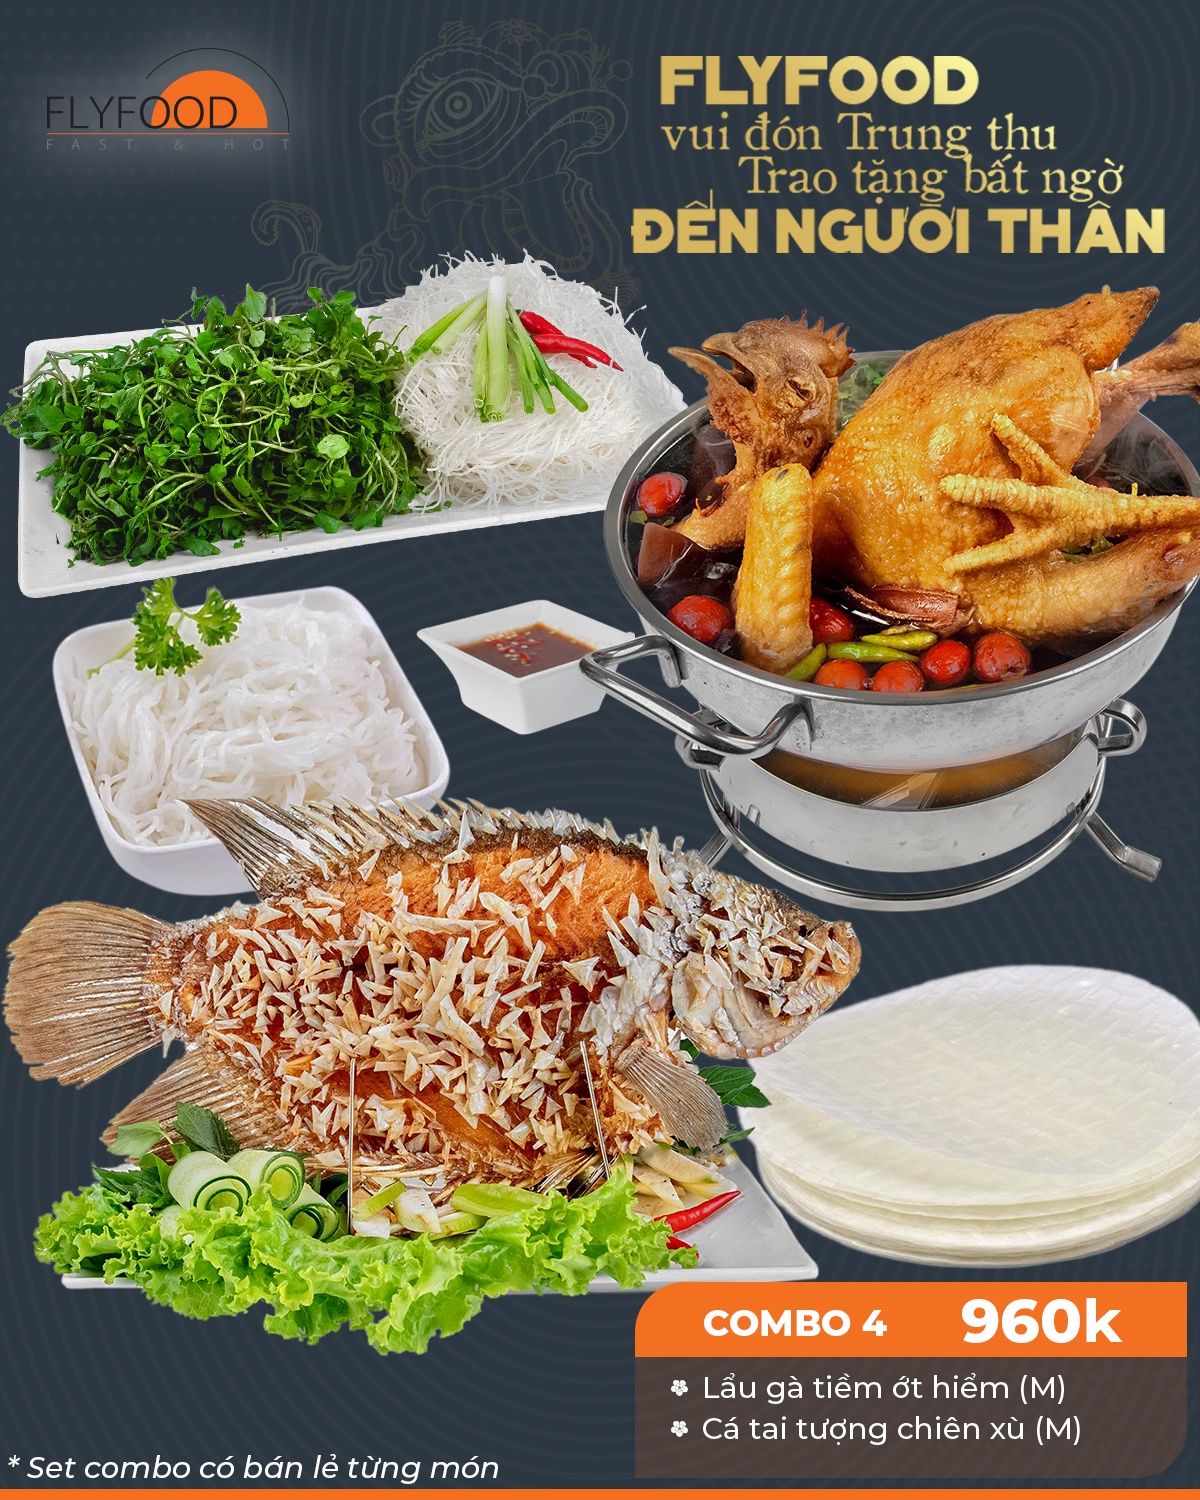 FLYFOOD
FAST & HOT
FLYFOOD
vui đón Trung thu
Trao tặng bất ngờ
ĐẾN NGƯỜI THÂN
COMBO 4 960k
Lẩu gà tiềm ớt hiểm (M)
Cá tai tượng chiên xù (M)
* Set combo có bán lẻ từng món